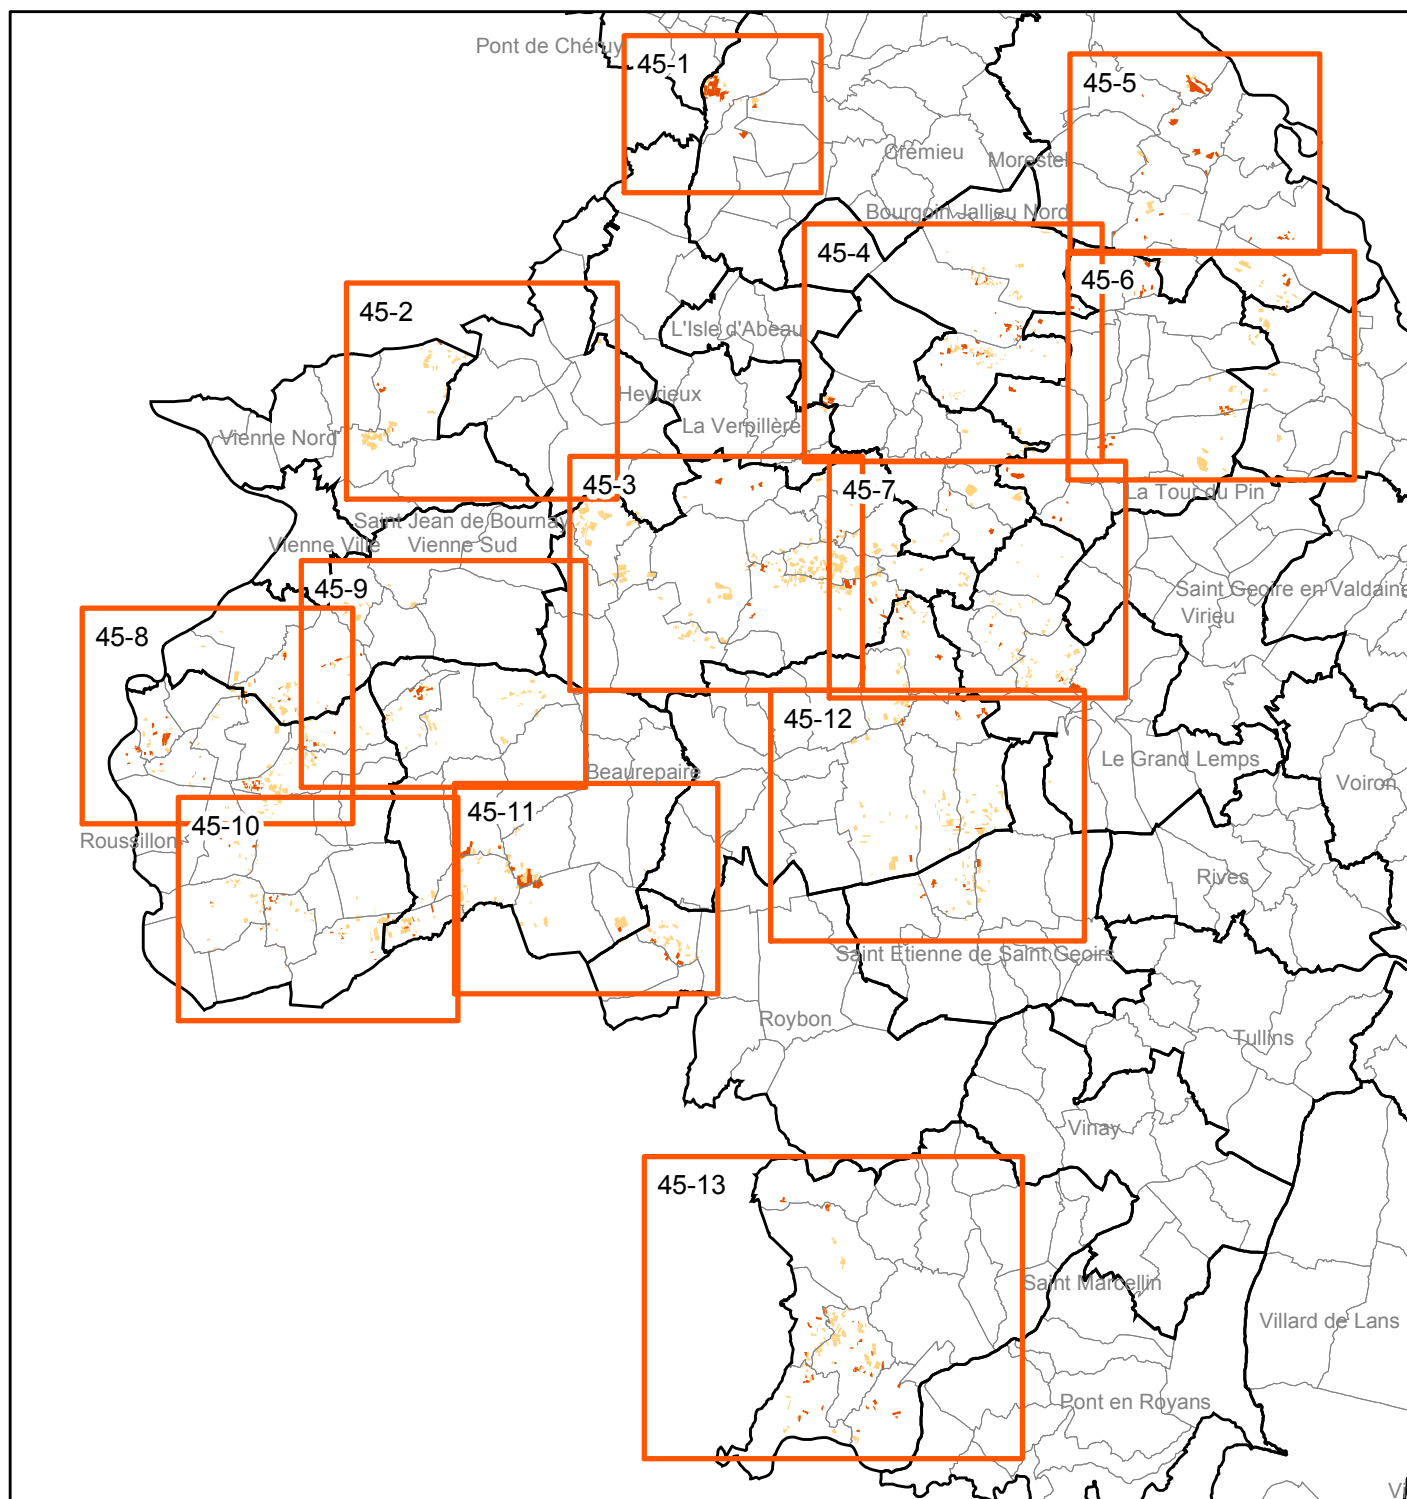 Pont de Chéruy
45-1
45-5
Crémieu
Morestel
Bourgoin Jallieu Nord
45-4
45-6
45-2
L'Isle d'Abeau
Heyrieux
La Verpillère
Vienne Nord
45-3
45-7
La Tour du Pin
Saint Jean de Bournay
Vienne Ville
Vienne Sud
45-9
Saint Geoire en Valdaine
Virieu
45-8
45-12
Le Grand Lemps
Beaurepaire
Voiron
45-11
45-10
Roussillon
Rives
Saint Etienne de Saint Geoirs
Roybon
Tullins
Vinay
45-13
Saint Marcellin
Villard de Lans
Pont en Royans